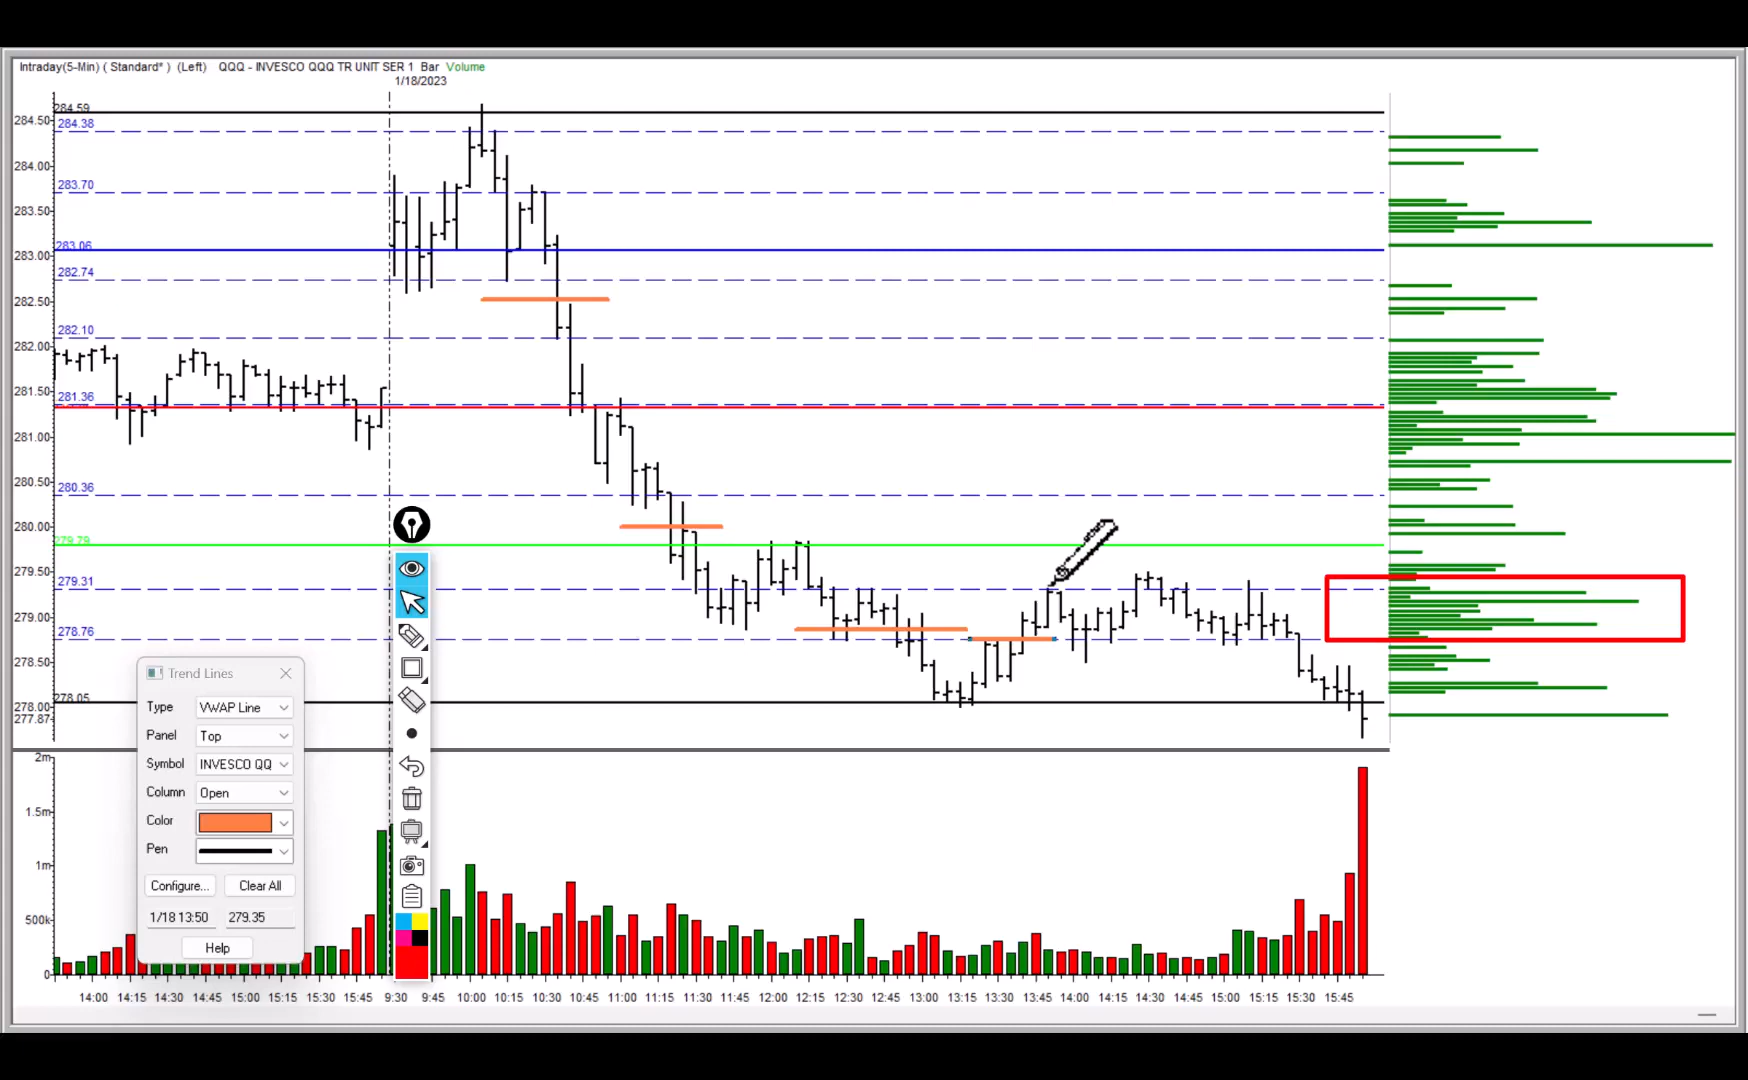 Intraday(5-Min) ( Standard* ) (Left) QQQ - INVESCO QQQ TR UNIT SER 1 Bar Volume
1/18/2023
284.59
284.50
284.38
284.00
283.70
283.50
283.06
283.00
282.74
282.50
282.10
282.00
281.50
281.36
281.00
280.50
280.36
280.00
279.79
279.50
279.31
279.00
278.76
278.50
278.05
278.00
277.87
Trend Lines
Type VWAP Line
Panel Top
Symbol INVESCO QQ
Column Open
Color
Pen
Configure... Clear All
1/18 13:50 279.35
Help
2m
1.5m
1m
500k
0
14:00 14:15 14:30 14:45 15:00 15:15 15:30 15:45 9:30 9:45 10:00 10:15 10:30 10:45 11:00 11:15 11:30 11:45 12:00 12:15 12:30 12:45 13:00 13:15 13:30 13:45 14:00 14:15 14:30 14:45 15:00 15:15 15:30 15:45